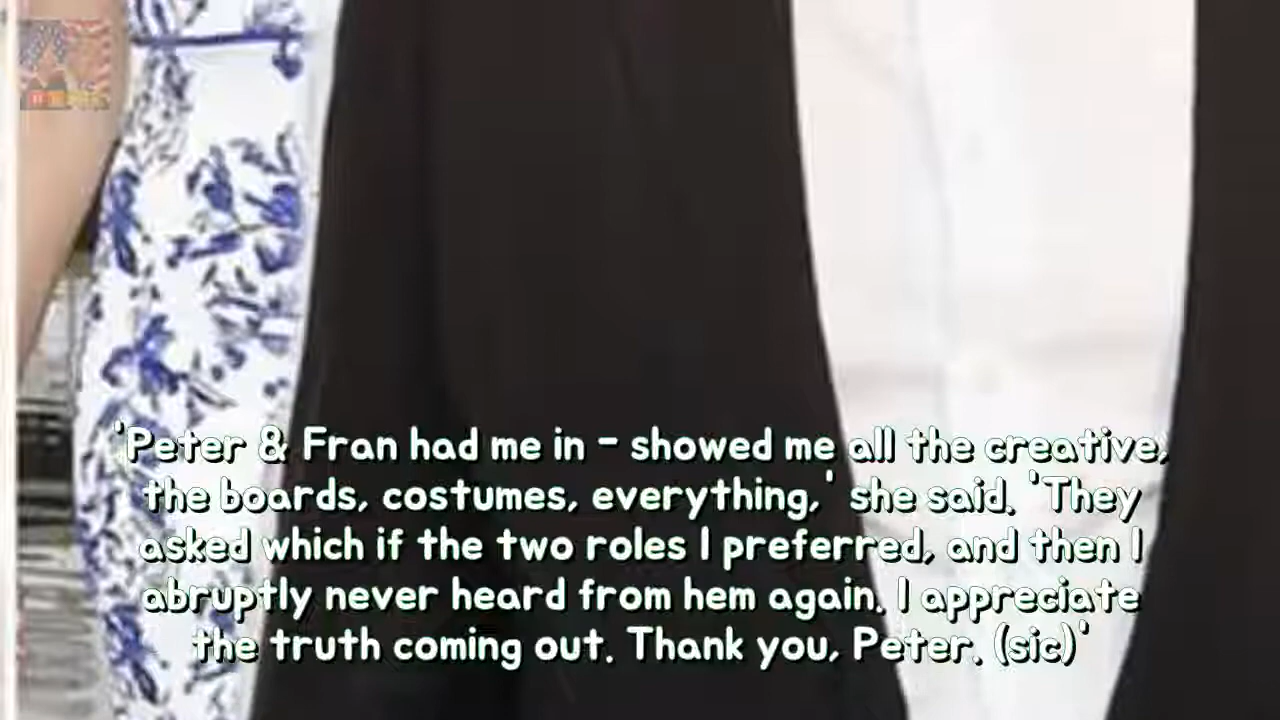 'Peter & Fran had me in - showed me all the creative,
the boards, costumes, everything,' she said. 'They
asked which if the two roles I preferred, and then I
abruptly never heard from hem again. I appreciate
the truth coming out. Thank you, Peter. (sic)'